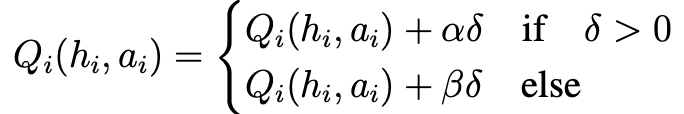 Q_i(h_i, a_i) = { Q_i(h_i, a_i) + αδ if δ > 0
Q_i(h_i, a_i) + βδ else